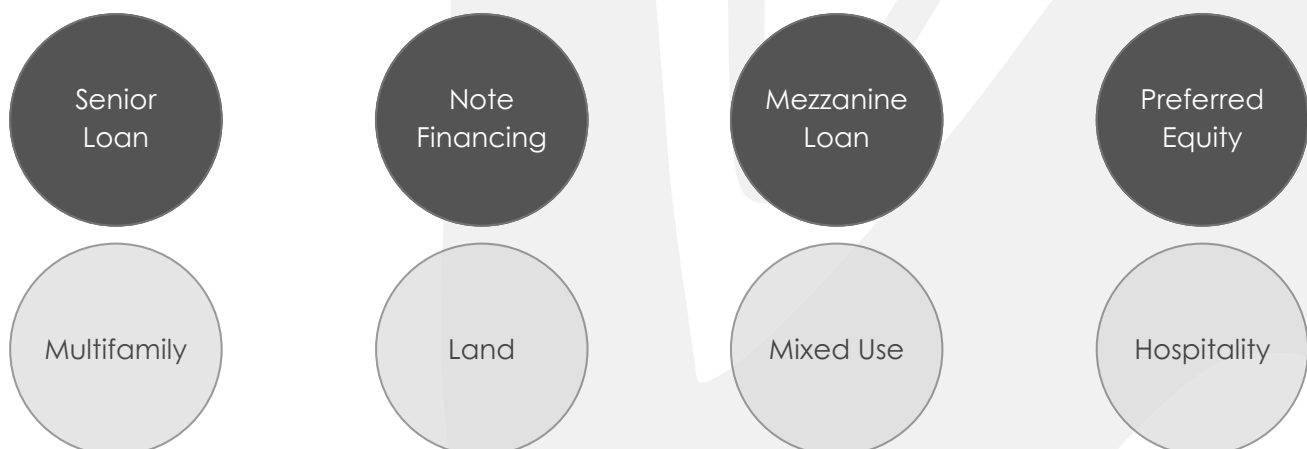 Senior
Loan
Note
Financing
Mezzanine
Loan
Preferred
Equity
Multifamily
Land
Mixed Use
Hospitality